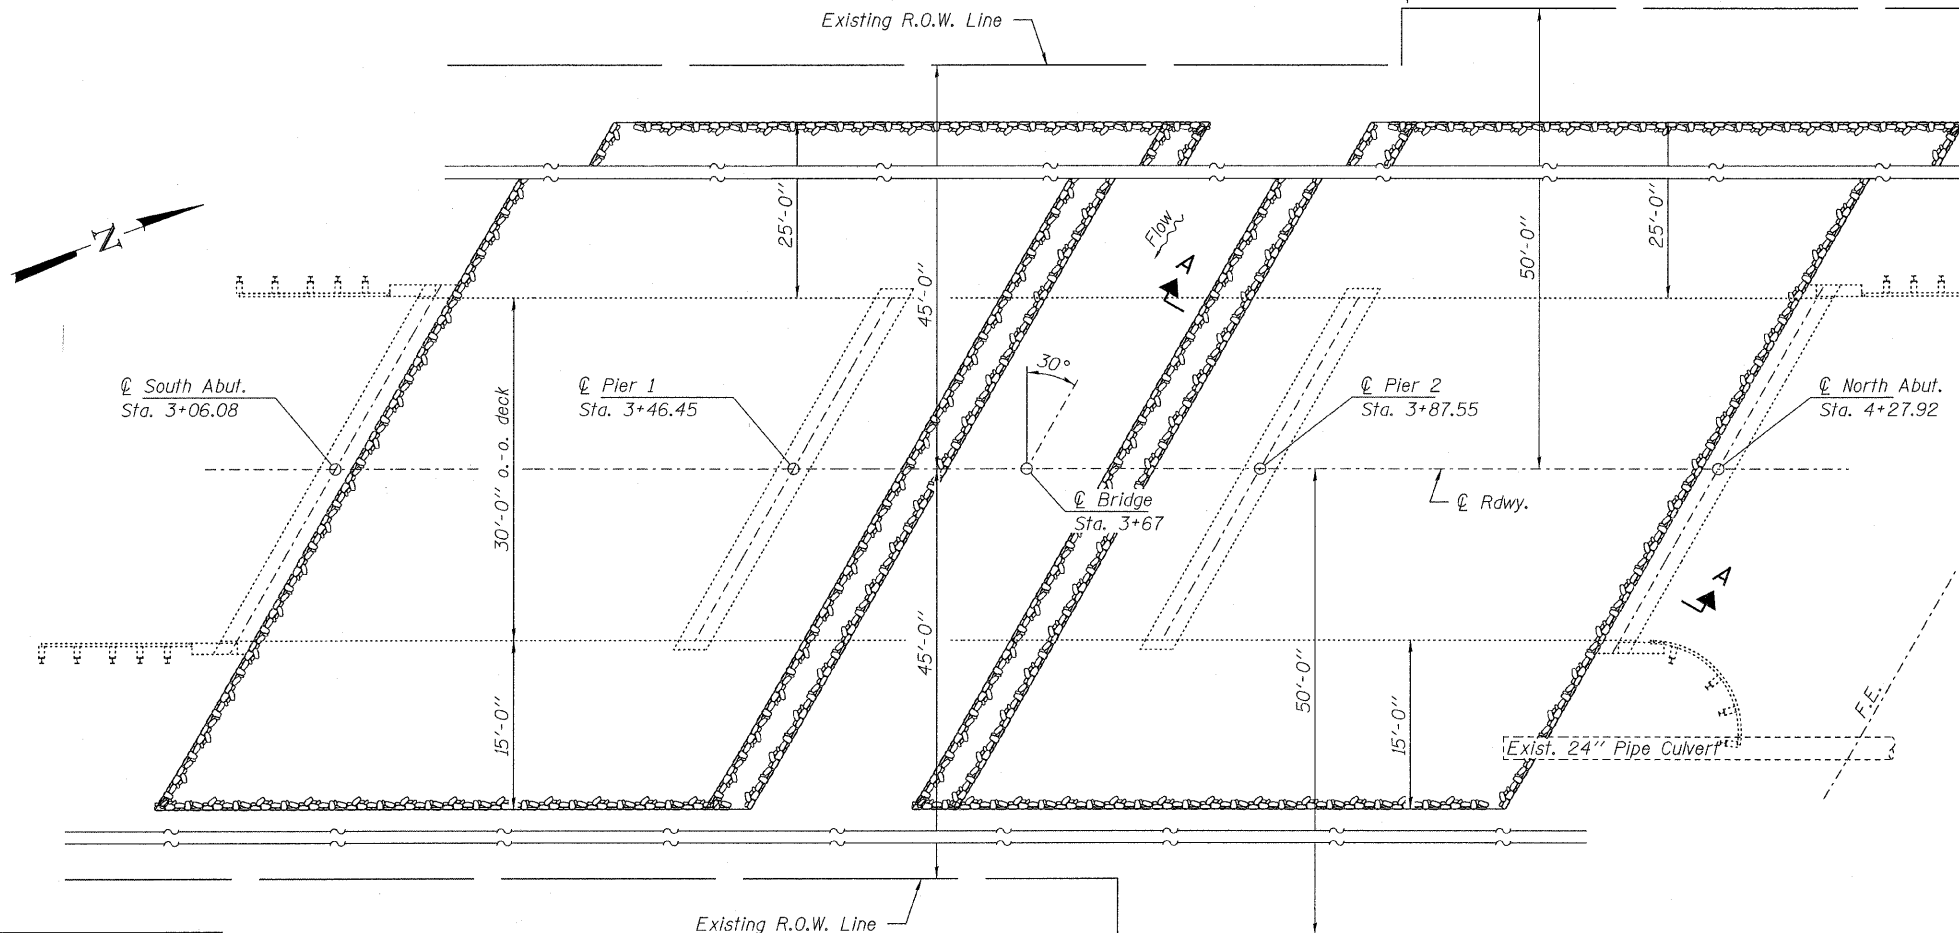 Existing R.O.W. Line
25'-0"
45'-0"
Flow
A
50'-0"
25'-0"
N
30°
℄ South Abut.
Sta. 3+06.08
℄ Pier 1
Sta. 3+46.45
℄ Pier 2
Sta. 3+87.55
℄ North Abut.
Sta. 4+27.92
30'-0" o.-o. deck
℄ Bridge
Sta. 3+67
℄ Rdwy.
A
15'-0"
45'-0"
50'-0"
15'-0"
F.E.
Exist. 24" Pipe Culvert
Existing R.O.W. Line